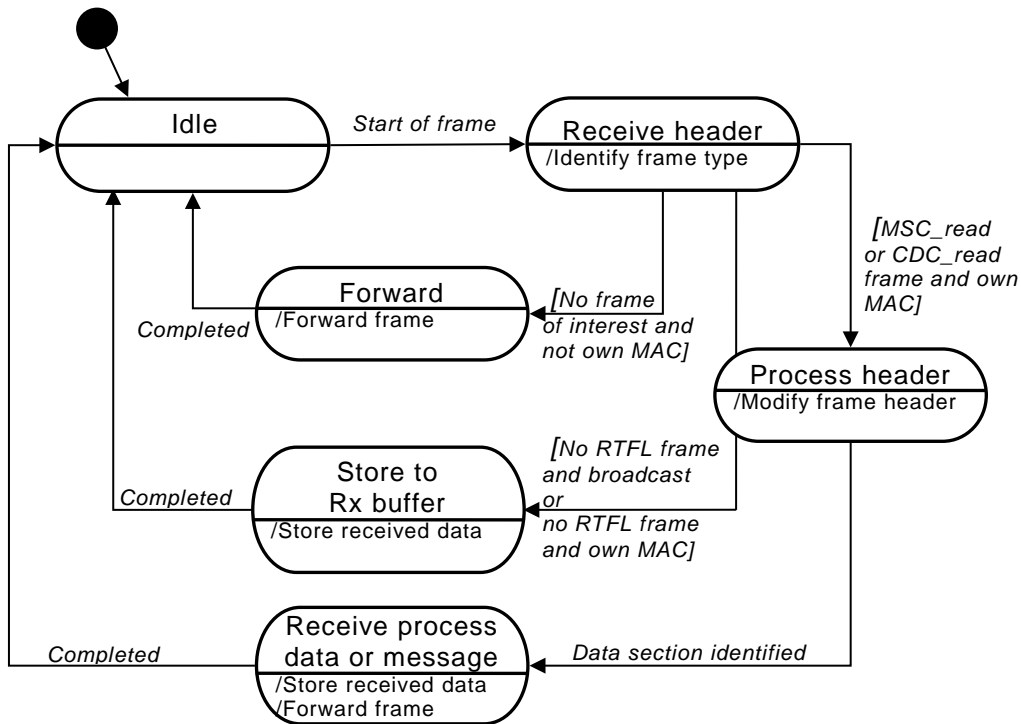 Idle
Start of frame
Receive header
/Identify frame type
[MSC_read
or CDC_read
frame and own
MAC]
Forward
/Forward frame
Completed
[No frame
of interest and
not own MAC]
Process header
/Modify frame header
[No RTFL frame
and broadcast
or
no RTFL frame
and own MAC]
Store to
Rx buffer
/Store received data
Completed
Receive process
data or message
/Store received data
/Forward frame
Completed
Data section identified